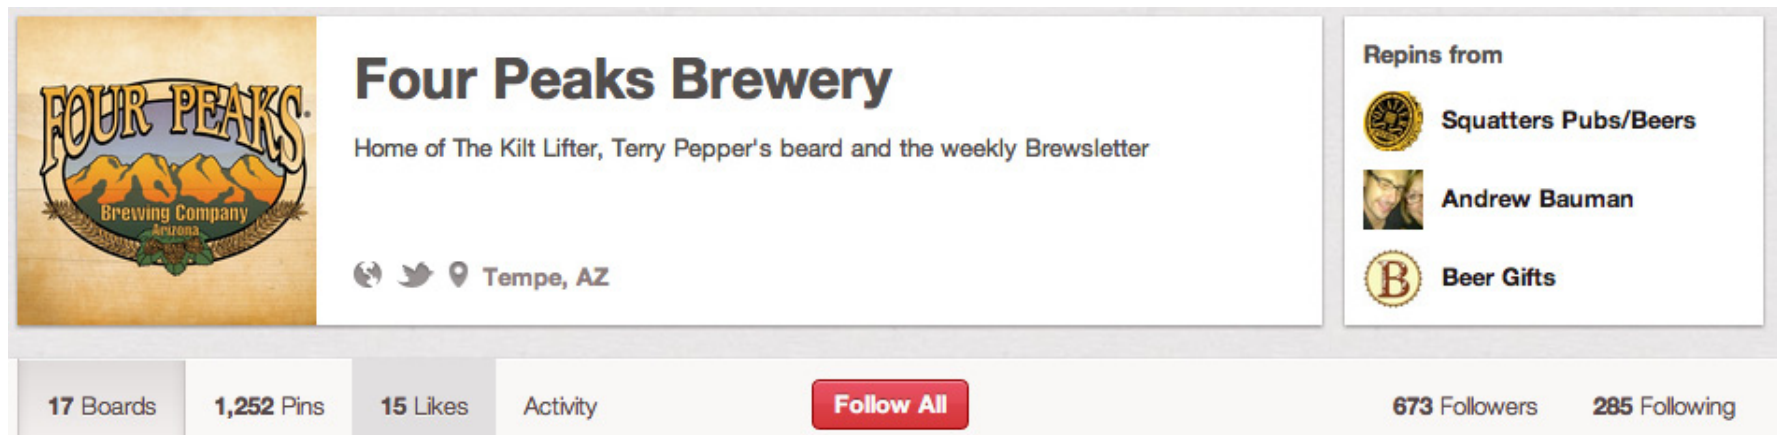 FOUR PEAKS
Brewing Company
Arizona
Four Peaks Brewery
Home of The Kilt Lifter, Terry Pepper's beard and the weekly Brewsletter
Tempe, AZ
Repins from
Squatters Pubs/Beers
Andrew Bauman
B
Beer Gifts
17 Boards
1,252 Pins
15 Likes
Activity
Follow All
673 Followers
285 Following